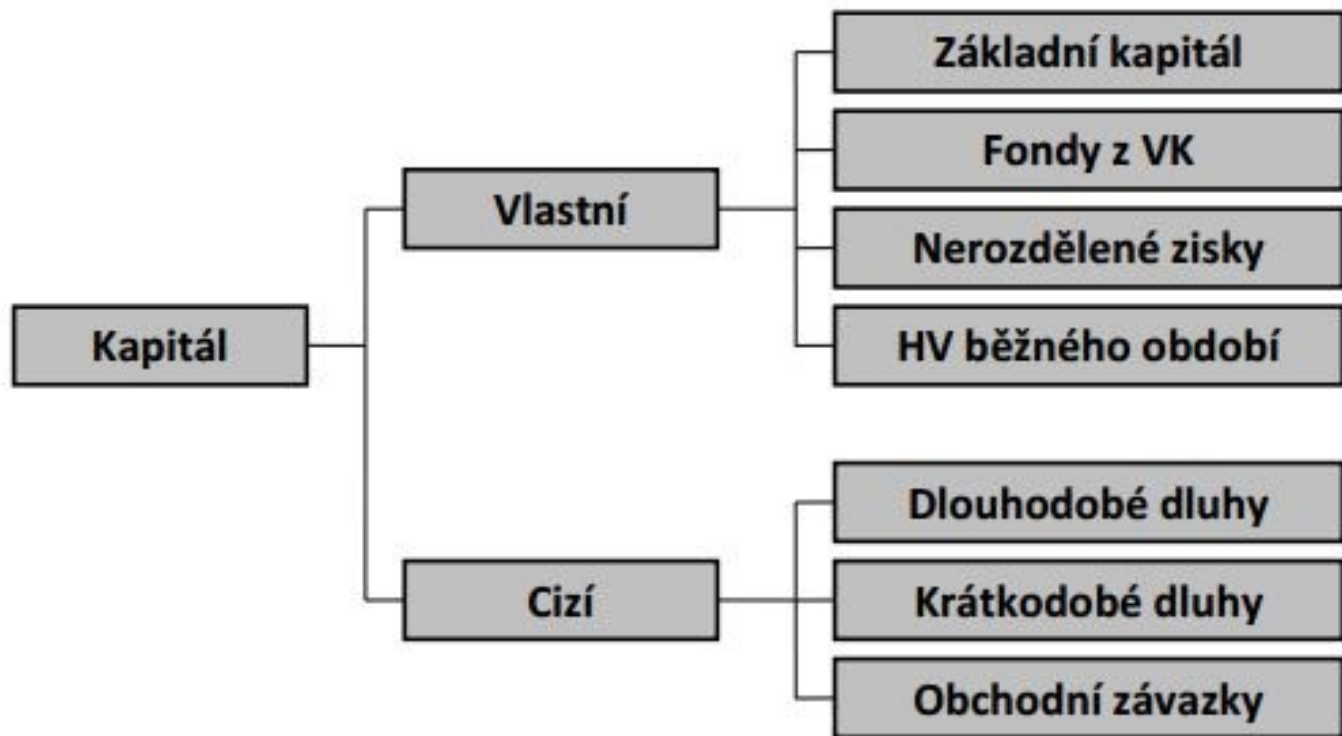 Základní kapitál
Fondy z VK
Vlastní
Nerozdělené zisky
Kapitál
HV běžného období
Dlouhodobé dluhy
Cizí
Krátkodobé dluhy
Obchodní závazky